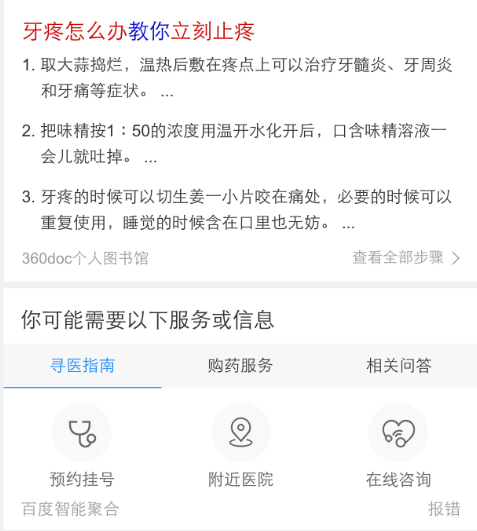 牙疼怎么办教你立刻止疼
1. 取大蒜捣烂，温热后敷在疼点上可以治疗牙髓炎、牙周炎
和牙痛等症状。 ...
2. 把味精按1：50的浓度用温开水化开后，口含味精溶液一
会儿就吐掉。 ...
3. 牙疼的时候可以切生姜一小片咬在痛处，必要的时候可以
重复使用，睡觉的时候含在口里也无妨。 ...
360doc个人图书馆 查看全部步骤
你可能需要以下服务或信息
寻医指南 购药服务 相关问答
预约挂号 附近医院 在线咨询
百度智能聚合 报错